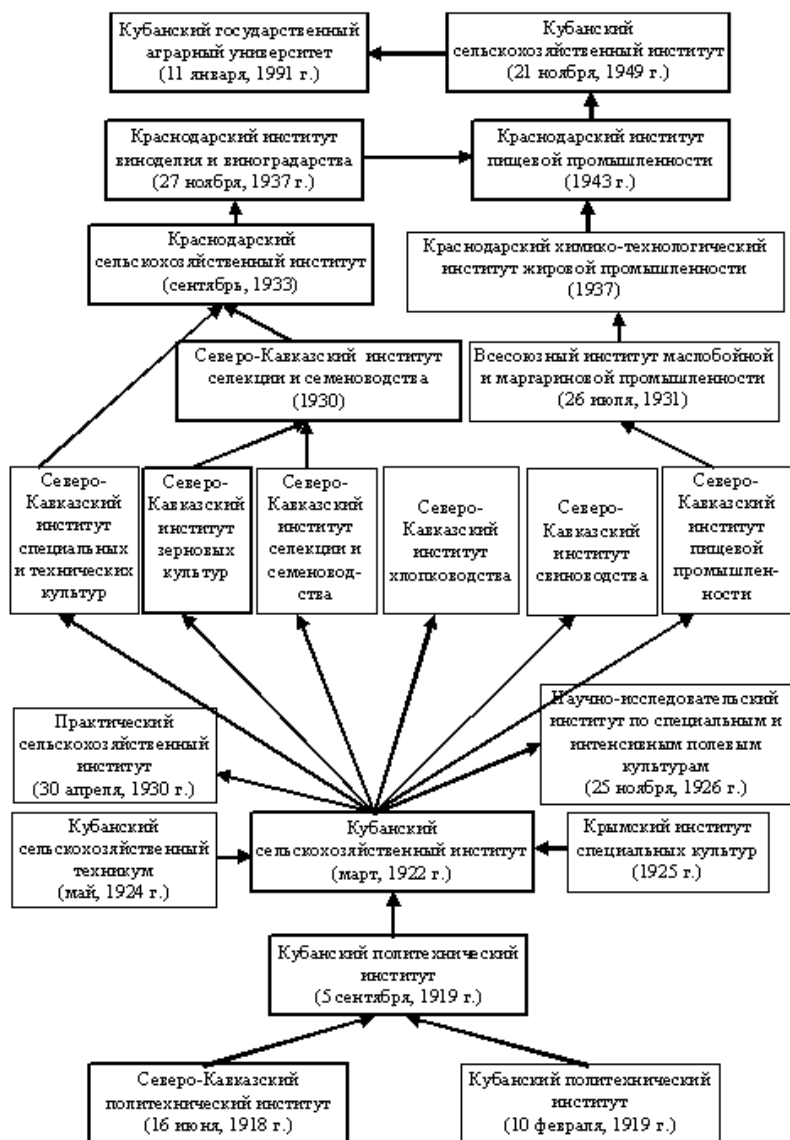 Кубанский государственный
аграрный университет
(11 января, 1991 г.)
Кубанский
сельскохозяйственный институт
(21 ноября, 1949 г.)
Краснодарский институт
виноделия и виноградарства
(27 ноября, 1937 г.)
Краснодарский институт
пищевой промышленности
(1943 г.)
Краснодарский
сельскохозяйственный институт
(сентябрь, 1933)
Краснодарский химико-технологический
институт жировой промышленности
(1937)
Северо-Кавказский институт
селекции и семеноводства
(1930)
Всесоюзный институт маслобойной
и маргариновой промышленности
(26 июля, 1931)
Северо-
Кавказский
институт
специальных
и технических
культур
Северо-
Кавказский
институт
зерновых
культур
Северо-
Кавказский
институт
селекции и
семеновод-
ства
Северо-
Кавказский
институт
хлопководства
Северо-
Кавказский
институт
свиноводства
Северо-
Кавказский
институт
пищевой
промышлен-
ности
Практический
сельскохозяйственный
институт
(30 апреля, 1930 г.)
Научно-исследовательский
институт по специальным и
интенсивным полевым
культурам
(25 ноября, 1926 г.)
Кубанский
сельскохозяйственный
техникум
(май, 1924 г.)
Кубанский
сельскохозяйственный институт
(март, 1922 г.)
Крымский институт
специальных культур
(1925 г.)
Кубанский политехнический
институт
(5 сентября, 1919 г.)
Северо-Кавказский
политехнический институт
(16 июня, 1918 г.)
Кубанский политехнический
институт
(10 февраля, 1919 г.)